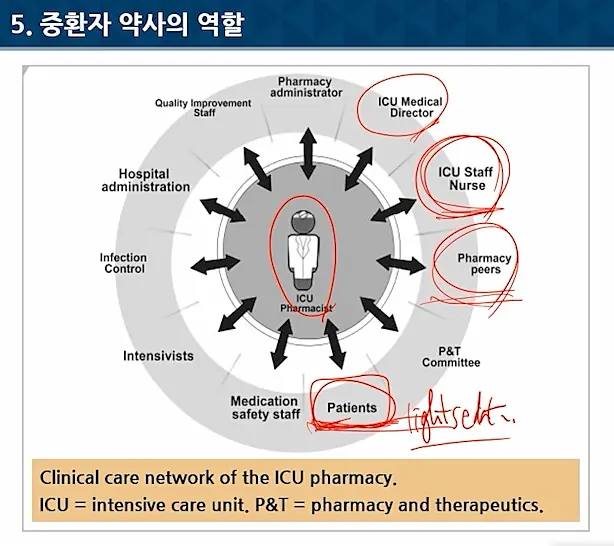 5. 중환자 약사의 역할
Pharmacy
administrator
ICU Medical
Director
ICU Staff
Nurse
Pharmacy
peers
P&T
Committee
Patients
Medication
safety staff
Intensivists
Infection
Control
Hospital
administration
Quality Improvement
Staff
ICU
Pharmacist
Clinical care network of the ICU pharmacy.
ICU = intensive care unit. P&T = pharmacy and therapeutics.